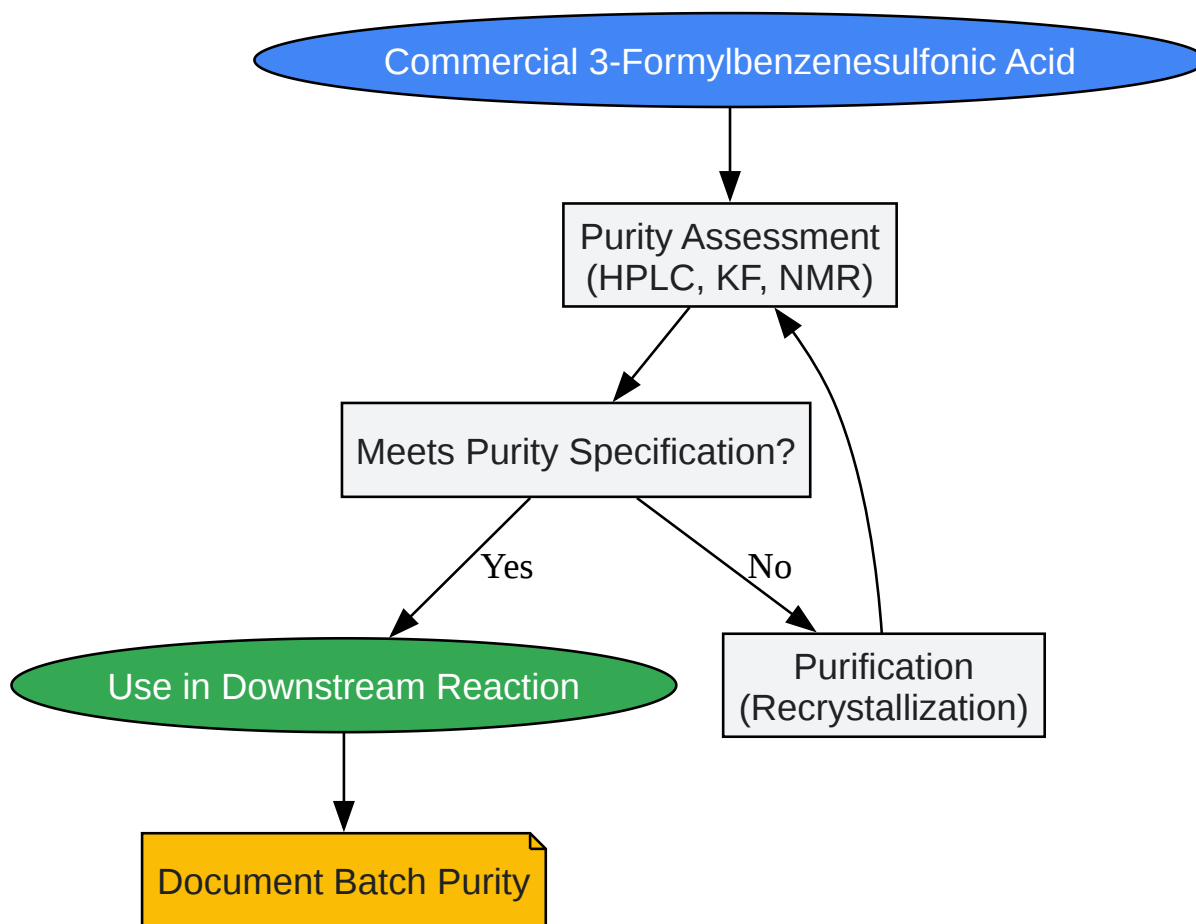 Commercial 3-Formylbenzenesulfonic Acid
Purity Assessment
(HPLC, KF, NMR)
Meets Purity Specification?
Yes
No
Use in Downstream Reaction
Purification
(Recrystallization)
Document Batch Purity